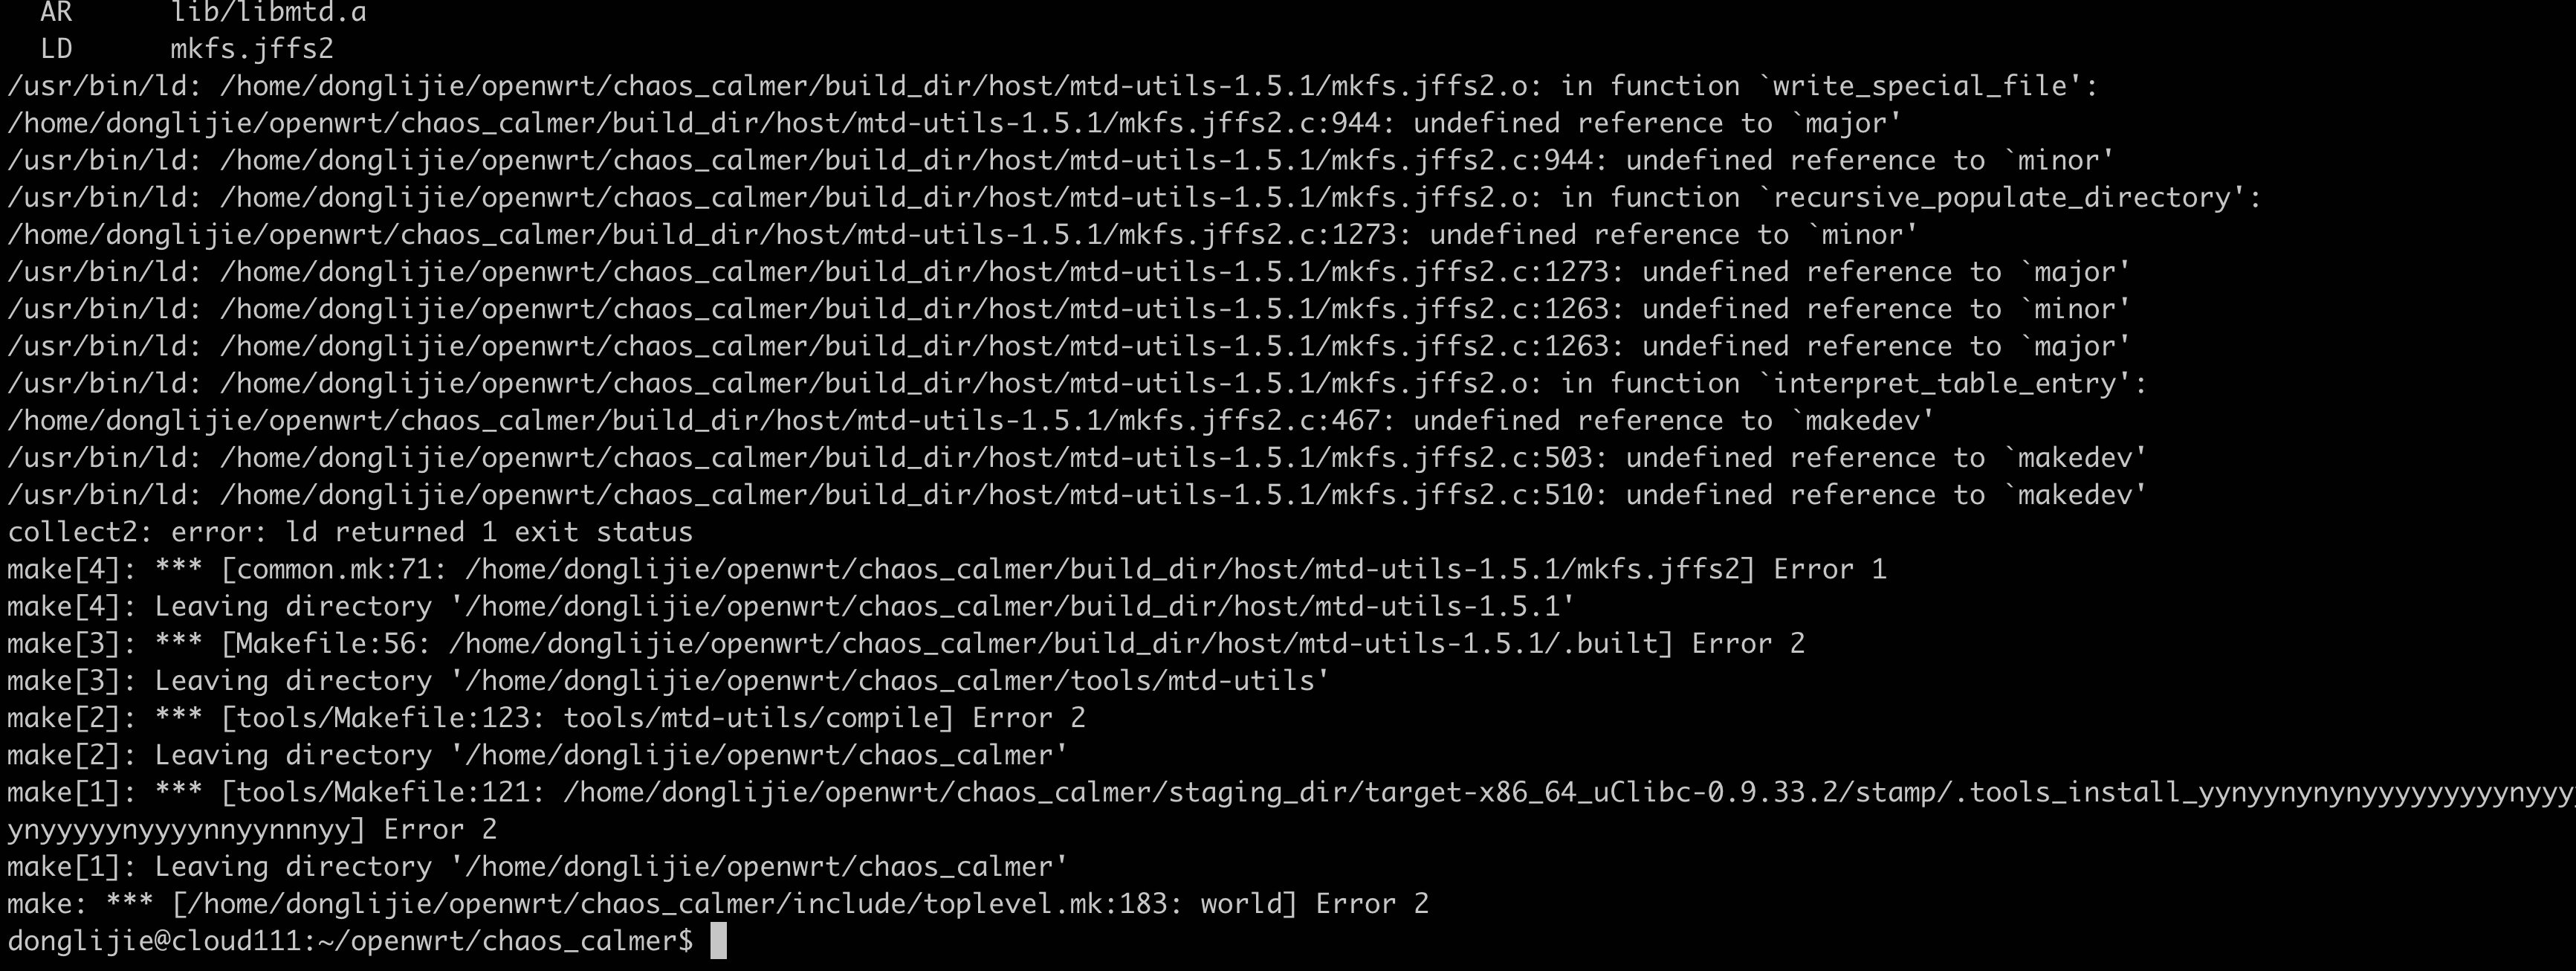 AR      lib/libmtd.a
  LD      mkfs.jffs2
/usr/bin/ld: /home/donglijie/openwrt/chaos_calmer/build_dir/host/mtd-utils-1.5.1/mkfs.jffs2.o: in function `write_special_file':
/home/donglijie/openwrt/chaos_calmer/build_dir/host/mtd-utils-1.5.1/mkfs.jffs2.c:944: undefined reference to `major'
/usr/bin/ld: /home/donglijie/openwrt/chaos_calmer/build_dir/host/mtd-utils-1.5.1/mkfs.jffs2.c:944: undefined reference to `minor'
/usr/bin/ld: /home/donglijie/openwrt/chaos_calmer/build_dir/host/mtd-utils-1.5.1/mkfs.jffs2.o: in function `recursive_populate_directory':
/home/donglijie/openwrt/chaos_calmer/build_dir/host/mtd-utils-1.5.1/mkfs.jffs2.c:1273: undefined reference to `minor'
/usr/bin/ld: /home/donglijie/openwrt/chaos_calmer/build_dir/host/mtd-utils-1.5.1/mkfs.jffs2.c:1273: undefined reference to `major'
/usr/bin/ld: /home/donglijie/openwrt/chaos_calmer/build_dir/host/mtd-utils-1.5.1/mkfs.jffs2.c:1263: undefined reference to `minor'
/usr/bin/ld: /home/donglijie/openwrt/chaos_calmer/build_dir/host/mtd-utils-1.5.1/mkfs.jffs2.c:1263: undefined reference to `major'
/usr/bin/ld: /home/donglijie/openwrt/chaos_calmer/build_dir/host/mtd-utils-1.5.1/mkfs.jffs2.o: in function `interpret_table_entry':
/home/donglijie/openwrt/chaos_calmer/build_dir/host/mtd-utils-1.5.1/mkfs.jffs2.c:467: undefined reference to `makedev'
/usr/bin/ld: /home/donglijie/openwrt/chaos_calmer/build_dir/host/mtd-utils-1.5.1/mkfs.jffs2.c:503: undefined reference to `makedev'
/usr/bin/ld: /home/donglijie/openwrt/chaos_calmer/build_dir/host/mtd-utils-1.5.1/mkfs.jffs2.c:510: undefined reference to `makedev'
collect2: error: ld returned 1 exit status
make[4]: *** [common.mk:71: /home/donglijie/openwrt/chaos_calmer/build_dir/host/mtd-utils-1.5.1/mkfs.jffs2] Error 1
make[4]: Leaving directory '/home/donglijie/openwrt/chaos_calmer/build_dir/host/mtd-utils-1.5.1'
make[3]: *** [Makefile:56: /home/donglijie/openwrt/chaos_calmer/build_dir/host/mtd-utils-1.5.1/.built] Error 2
make[3]: Leaving directory '/home/donglijie/openwrt/chaos_calmer/tools/mtd-utils'
make[2]: *** [tools/Makefile:123: tools/mtd-utils/compile] Error 2
make[2]: Leaving directory '/home/donglijie/openwrt/chaos_calmer'
make[1]: *** [tools/Makefile:121: /home/donglijie/openwrt/chaos_calmer/staging_dir/target-x86_64_uClibc-0.9.33.2/stamp/.tools_install_yynyynynynyyyyyyyyynyyy
ynyyyyynyyyynnyynnnyy] Error 2
make[1]: Leaving directory '/home/donglijie/openwrt/chaos_calmer'
make: *** [/home/donglijie/openwrt/chaos_calmer/include/toplevel.mk:183: world] Error 2
donglijie@cloud111:~/openwrt/chaos_calmer$